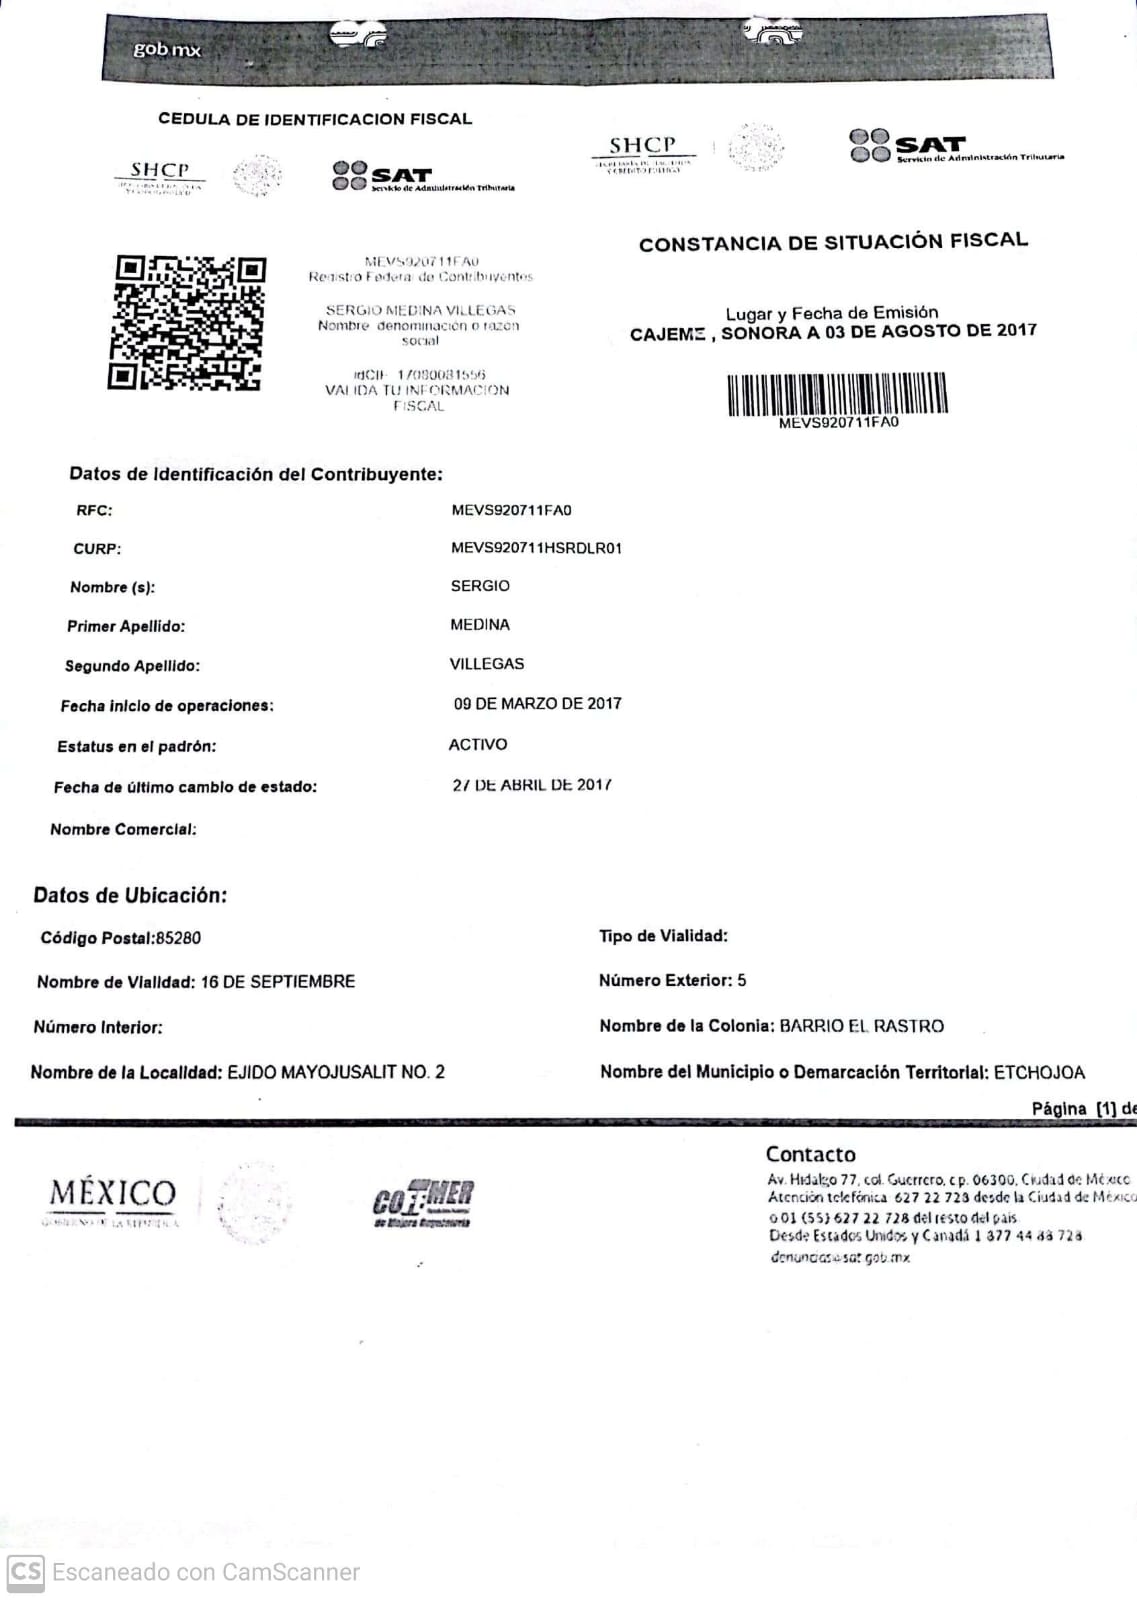 gob mx
CEDULA DE IDENTIFICACION FISCAL
SHCP
SAT
Servicio de Administración Tributaria
SHCP
SECRETARÍA DE HACIENDA
Y CRÉDITO PÚBLICO
SAT
Servicio de Administración Tributaria
MEVS920711FA0
Registro Federal de Contribuyentes
SERGIO MEDINA VILLEGAS
Nombre denominación o razón
social
VALIDA TU INFORMACION
FISCAL
CONSTANCIA DE SITUACIÓN FISCAL
Lugar y Fecha de Emisión
CAJEME , SONORA A 03 DE AGOSTO DE 2017
MEVS920711FA0
Datos de Identificación del Contribuyente:
RFC: MEVS920711FA0
CURP: MEVS920711HSRDLR01
Nombre (s): SERGIO
Primer Apellido: MEDINA
Segundo Apellido: VILLEGAS
Fecha inicio de operaciones: 09 DE MARZO DE 2017
Estatus en el padrón: ACTIVO
Fecha de último cambio de estado: 27 DE ABRIL DE 2017
Nombre Comercial:
Datos de Ubicación:
Código Postal:85280 Tipo de Vialidad:
Nombre de Vialidad: 16 DE SEPTIEMBRE Número Exterior: 5
Número Interior: Nombre de la Colonia: BARRIO EL RASTRO
Nombre de la Localidad: EJIDO MAYOJUSALIT NO. 2 Nombre del Municipio o Demarcación Territorial: ETCHOJOA
Página [1] de
MÉXICO
GOBIERNO DE LA REPÚBLICA
de Mejora Regulatoria
Contacto
Av. Hidalgo 77, col. Guerrero, c.p. 06300, Ciudad de México
Atención telefónica 627 22 728 desde la Ciudad de México
o 01 (55) 627 22 728 del resto del país
Desde Estados Unidos y Canadá 1 877 44 88 728
denuncias@sat.gob.mx
CS Escaneado con CamScanner